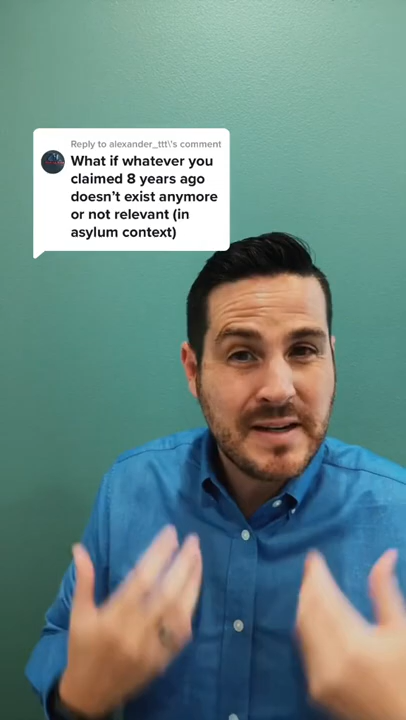 Reply to alexander_ttt\'s comment
What if whatever you
claimed 8 years ago
doesn't exist anymore
or not relevant (in
asylum context)